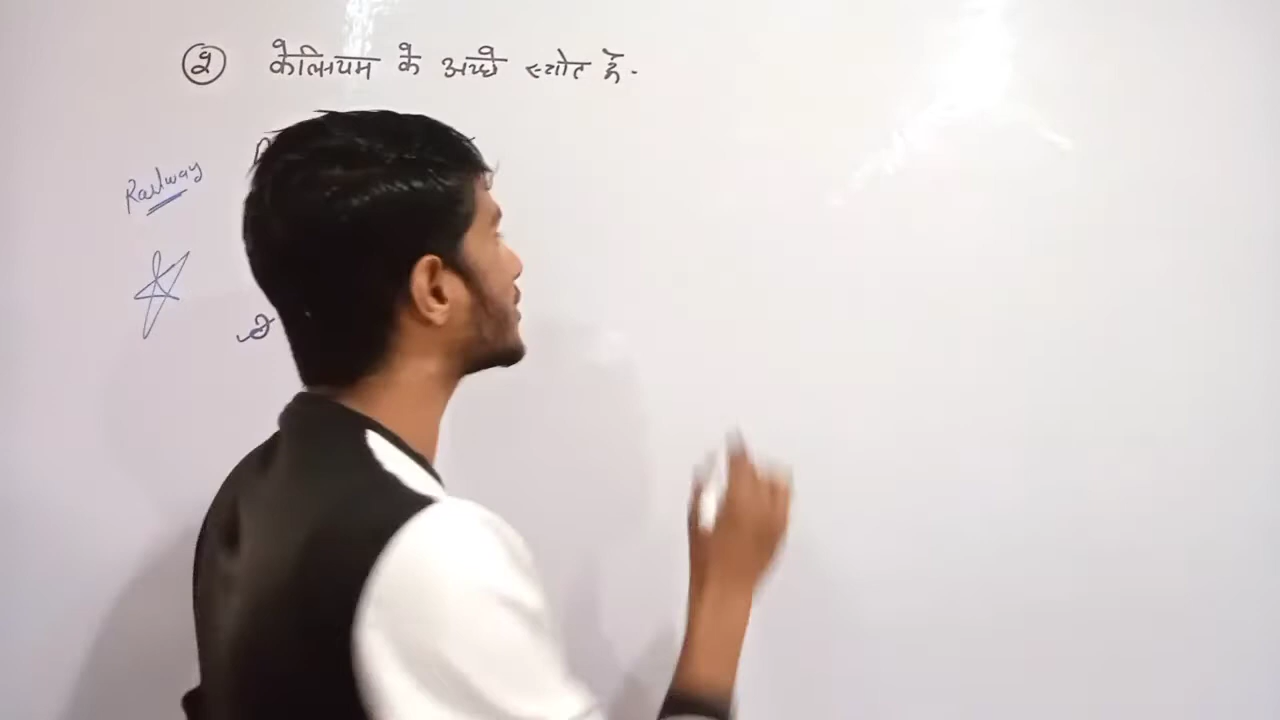 ② कैल्सियम के अच्छे स्त्रोत है -
Railway